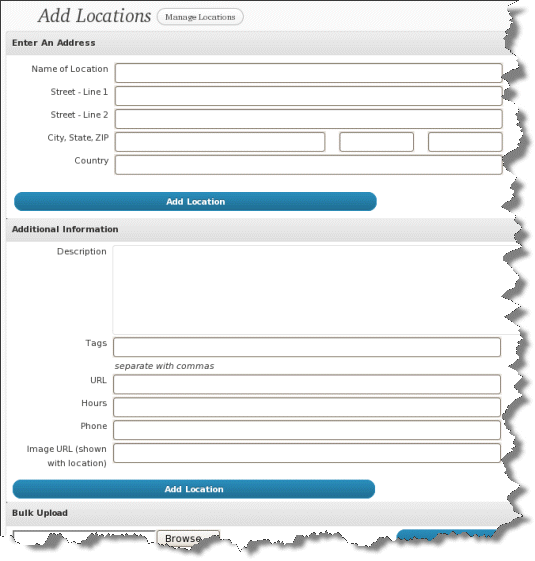 Add Locations Manage Locations
Enter An Address
Name of Location
Street - Line 1
Street - Line 2
City, State, ZIP
Country
Add Location
Additional Information
Description
Tags
separate with commas
URL
Hours
Phone
Image URL (shown
with location)
Add Location
Bulk Upload
Browse...